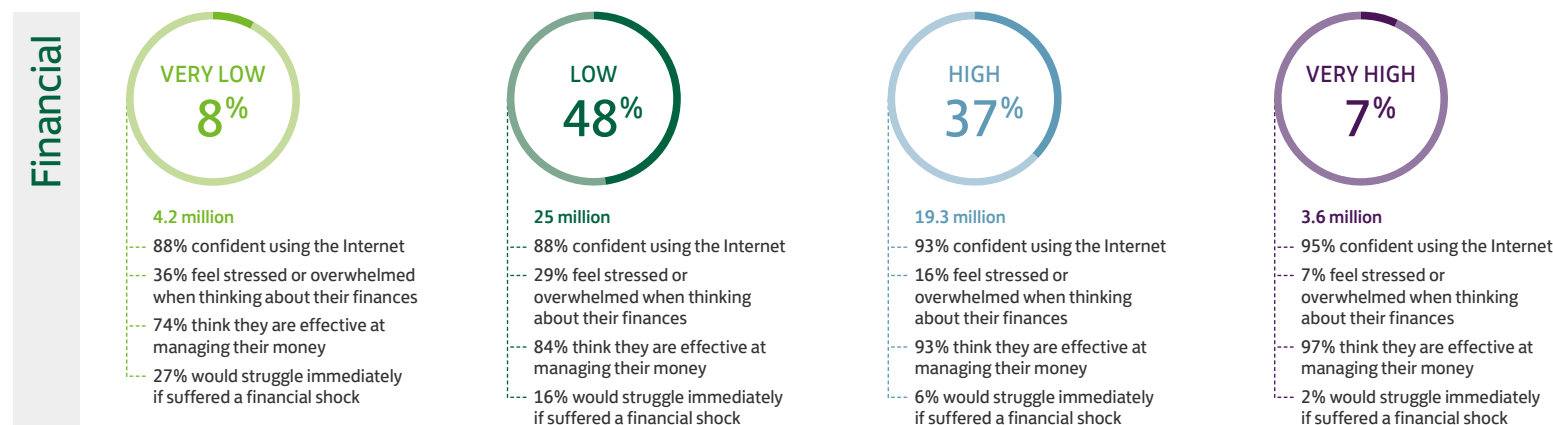 Financial
VERY LOW
8%
4.2 million
88% confident using the Internet
36% feel stressed or overwhelmed
when thinking about their finances
74% think they are effective at
managing their money
27% would struggle immediately
if suffered a financial shock
LOW
48%
25 million
88% confident using the Internet
29% feel stressed or
overwhelmed when thinking
about their finances
84% think they are effective at
managing their money
16% would struggle immediately
if suffered a financial shock
HIGH
37%
19.3 million
93% confident using the Internet
16% feel stressed or
overwhelmed when thinking
about their finances
93% think they are effective at
managing their money
6% would struggle immediately
if suffered a financial shock
VERY HIGH
7%
3.6 million
95% confident using the Internet
7% feel stressed or
overwhelmed when thinking
about their finances
97% think they are effective at
managing their money
2% would struggle immediately
if suffered a financial shock